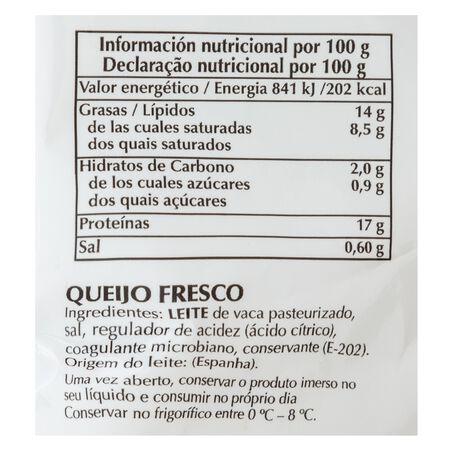 Información nutricional por 100 g
Declaração nutricional por 100 g
Valor energético / Energia 841 kJ /202 kcal
Grasas / Lípidos 14 g
de las cuales saturadas 8,5 g
dos quais saturados
Hidratos de Carbono 2,0 g
de los cuales azúcares 0,9 g
dos quais açúcares
Proteínas 17 g
Sal 0,60 g
QUEIJO FRESCO
Ingredientes: LEITE de vaca pasteurizado,
sal, regulador de acidez (ácido cítrico),
coagulante microbiano, conservante (E-202).
Origem do leite: (Espanha).
Uma vez aberto, conservar o produto imerso no
seu líquido e consumir no próprio dia
Conservar no frigorífico entre 0 ºC – 8 ºC.